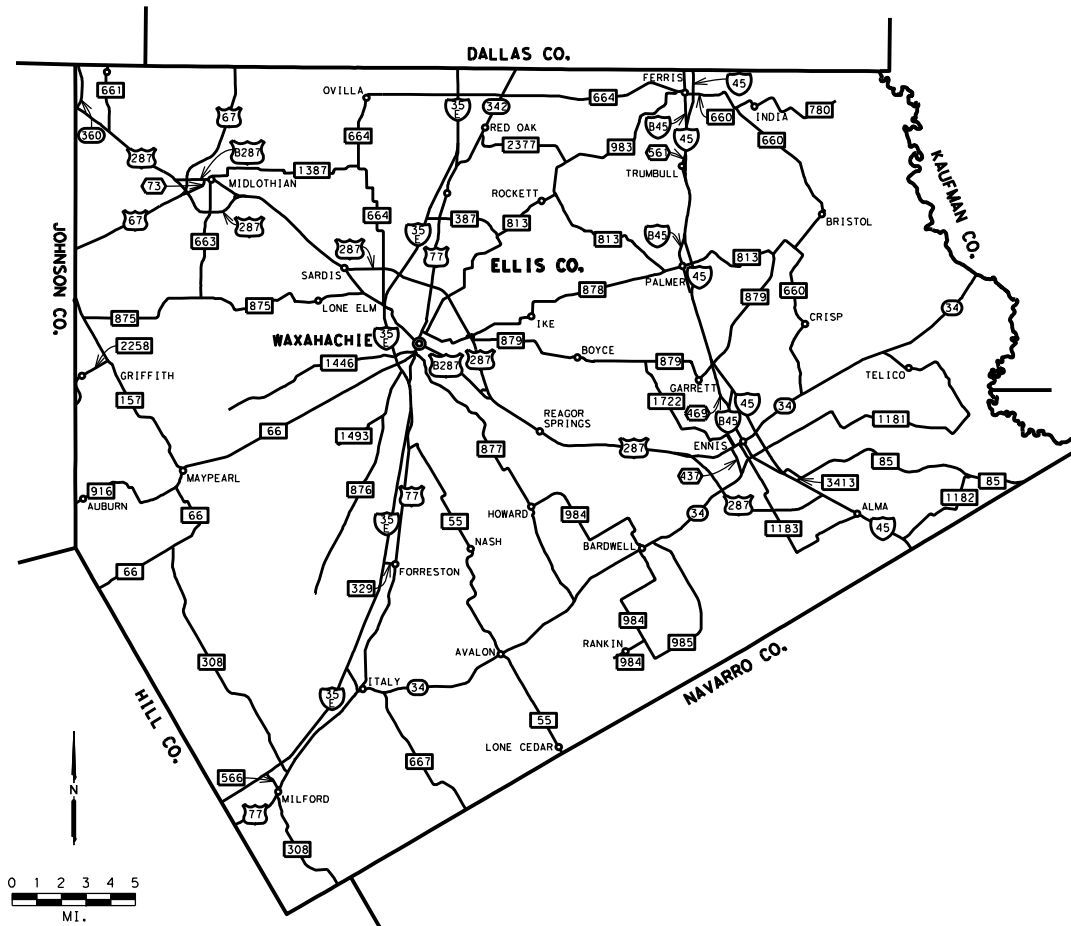 DALLAS CO.
FERRIS
45
661
OVILLA
664
35
E
342
660
INDIA
780
360
67
664
RED OAK
B45
45
660
287
B287
2377
983
561
TRUMBULL
KAUFMAN CO.
73
MIDLOTHIAN
1387
ROCKETT
67
664
387
813
BRISTOL
JOHNSON CO.
663
287
35
E
77
813
B45
287
ELLIS CO.
813
SARDIS
PALMER
45
879
660
875
875
LONE ELM
878
34
IKE
CRISP
WAXAHACHIE
35
E
879
2258
1446
B287
287
BOYCE
879
GRIFFITH
GARRETT
TELICO
157
1722
469
45
34
REAGOR
SPRINGS
B45
1181
66
1493
877
287
ENNIS
MAYPEARL
85
916
876
77
437
3413
85
AUBURN
HOWARD
984
287
1182
66
35
E
55
34
1183
ALMA
45
NASH
BARDWELL
66
329
FORRESTON
984
308
AVALON
RANKIN
984
985
NAVARRO CO.
HILL CO.
35
E
ITALY
34
55
LONE CEDAR
667
N
566
MILFORD
77
308
0 1 2 3 4 5
MI.